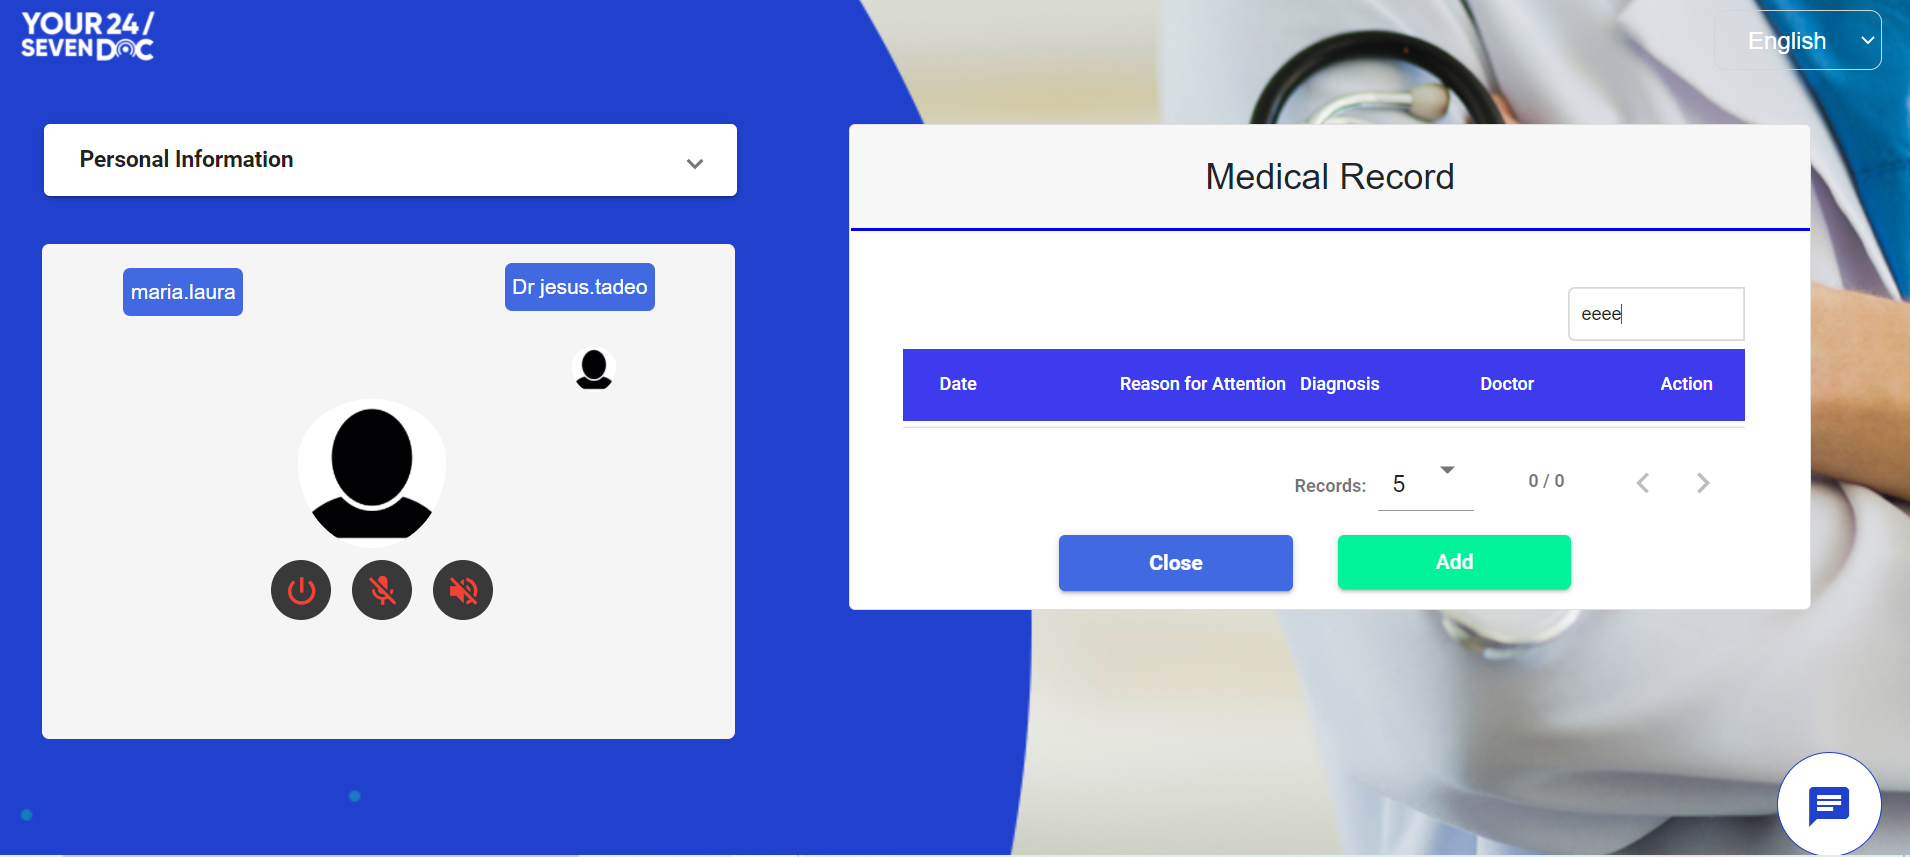 YOUR 24/
SEVEN DOC
English
Personal Information
maria.laura
Dr jesus.tadeo
Medical Record
eeee
Date Reason for Attention Diagnosis Doctor Action
Records: 5 0 / 0
Close Add